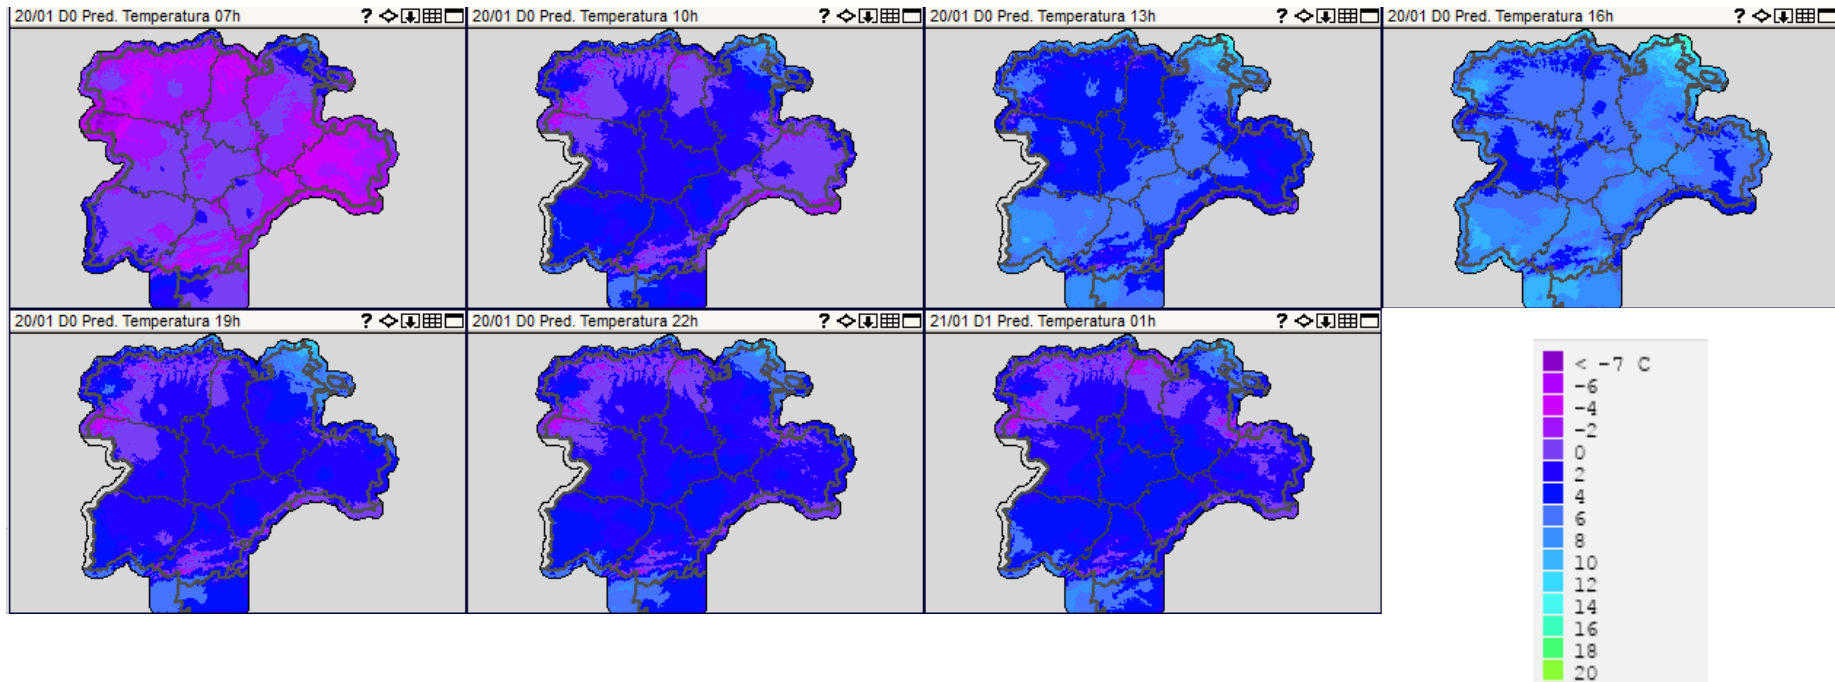 20/01 D0 Pred. Temperatura 07h ?
20/01 D0 Pred. Temperatura 10h ?
20/01 D0 Pred. Temperatura 13h ?
20/01 D0 Pred. Temperatura 16h ?
20/01 D0 Pred. Temperatura 19h ?
20/01 D0 Pred. Temperatura 22h ?
21/01 D1 Pred. Temperatura 01h ?
< -7 C
-6
-4
-2
0
2
4
6
8
10
12
14
16
18
20